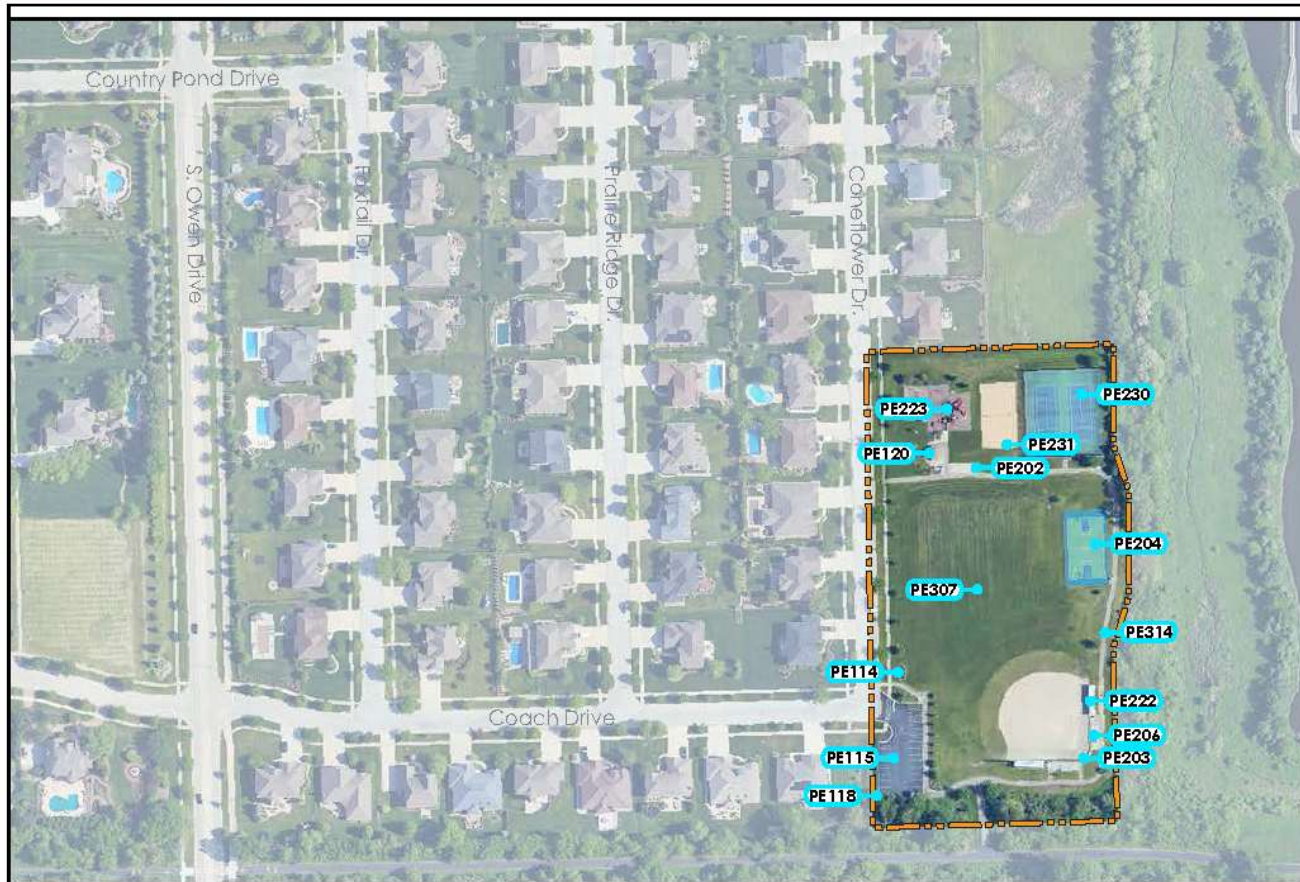 Country Pond Drive
S. Owen Drive
Foxtail Dr.
Prairie Ridge Dr.
Coneflower Dr.
PE230
PE223
PE231
PE120
PE202
PE204
PE307
PE314
PE114
PE222
Coach Drive
PE206
PE115
PE203
PE118